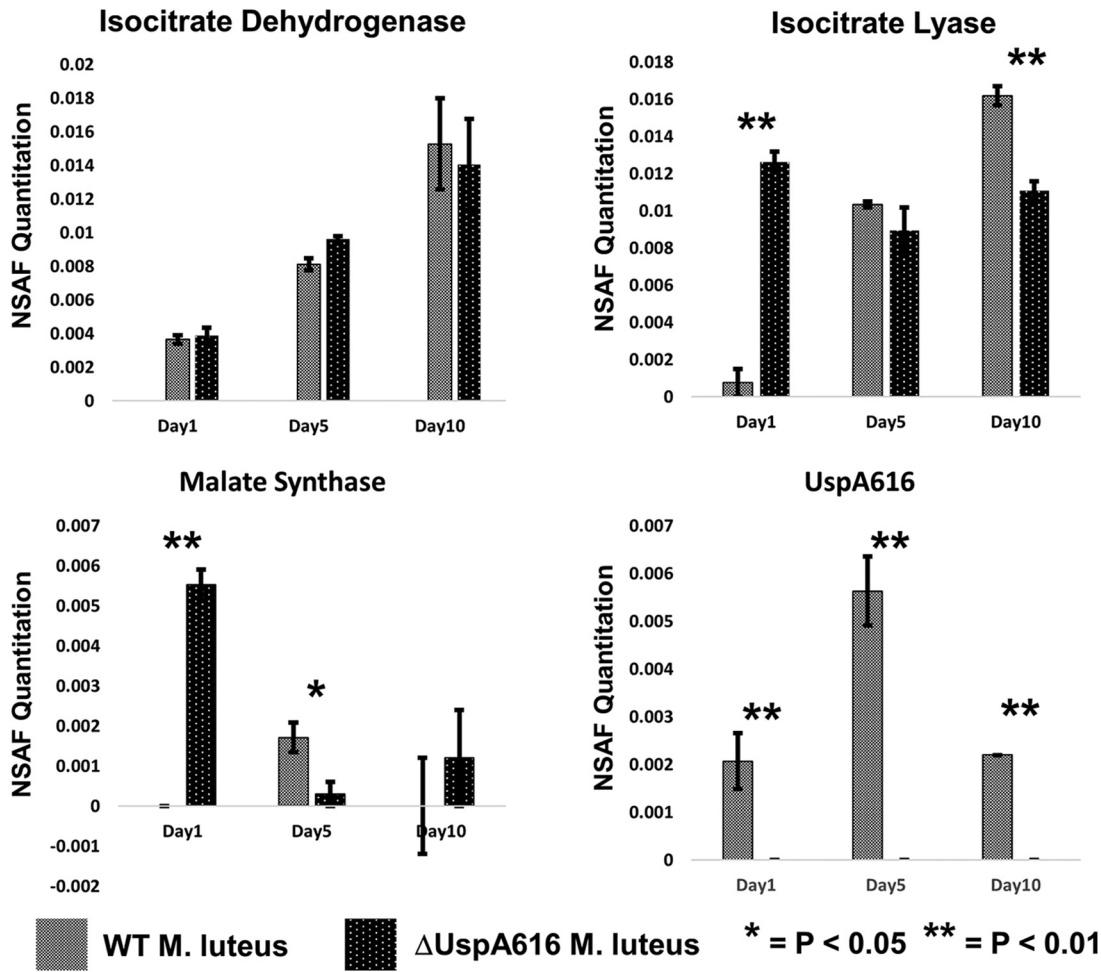 Isocitrate Dehydrogenase
NSAF Quantitation
0.02
0.018
0.016
0.014
0.012
0.01
0.008
0.006
0.004
0.002
0
Day1 Day5 Day10
Isocitrate Lyase
NSAF Quantitation
0.018
0.016
0.014
0.012
0.01
0.008
0.006
0.004
0.002
0
** **
Day1 Day5 Day10
Malate Synthase
NSAF Quantitation
0.007
0.006
0.005
0.004
0.003
0.002
0.001
0
-0.001
-0.002
** *
Day1 Day5 Day10
UspA616
NSAF Quantitation
0.007
0.006
0.005
0.004
0.003
0.002
0.001
0
** ** **
Day1 Day5 Day10
WT M. luteus ΔUspA616 M. luteus * = P < 0.05 ** = P < 0.01